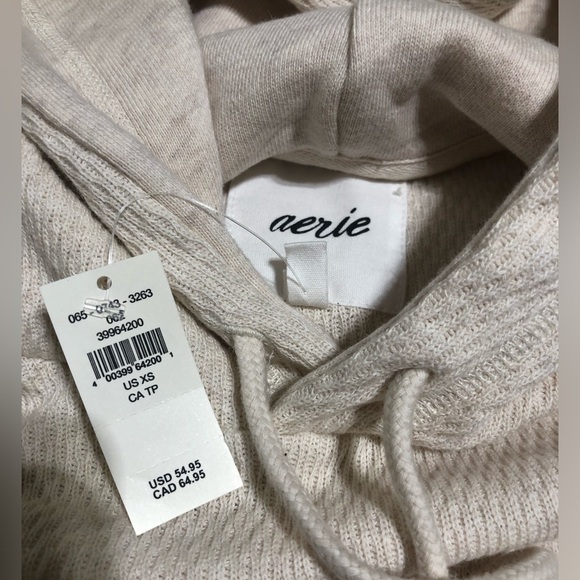 aerie
065 - 0743 - 3263
062
39964200
4 00399 64200 1
US XS
CA TP
USD 54.95
CAD 64.95